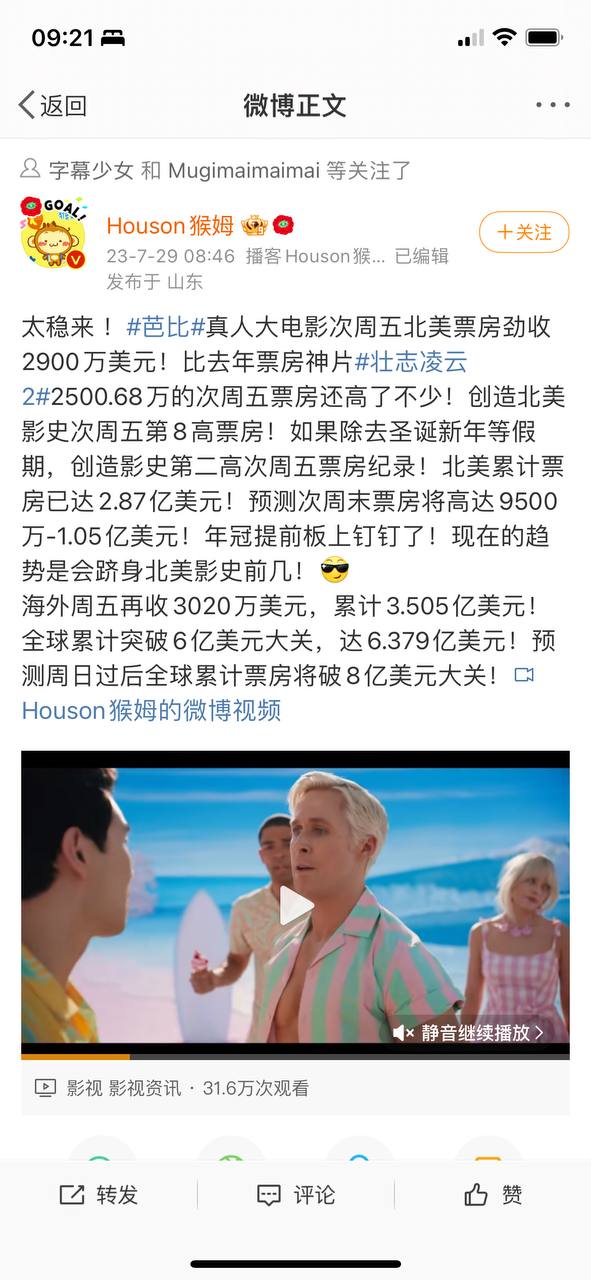 09:21
返回
微博正文
字幕少女 和 Mugimaimaimai 等关注了
GOAL!
Houson猴姆
+关注
23-7-29 08:46 播客Houson猴... 已编辑
发布于 山东
太稳来！#芭比#真人大电影次周五北美票房劲收
2900万美元！比去年票房神片#壮志凌云
2#2500.68万的次周五票房还高了不少！创造北美
影史次周五第8高票房！如果除去圣诞新年等假
期，创造影史第二高次周五票房纪录！北美累计票
房已达2.87亿美元！预测次周末票房将高达9500
万-1.05亿美元！年冠提前板上钉钉了！现在的趋
势是会跻身北美影史前几！😎
海外周五再收3020万美元，累计3.505亿美元！
全球累计突破6亿美元大关，达6.379亿美元！预
测周日过后全球累计票房将破8亿美元大关！
Houson猴姆的微博视频
静音继续播放
影视 影视资讯 · 31.6万次观看
转发
评论
赞